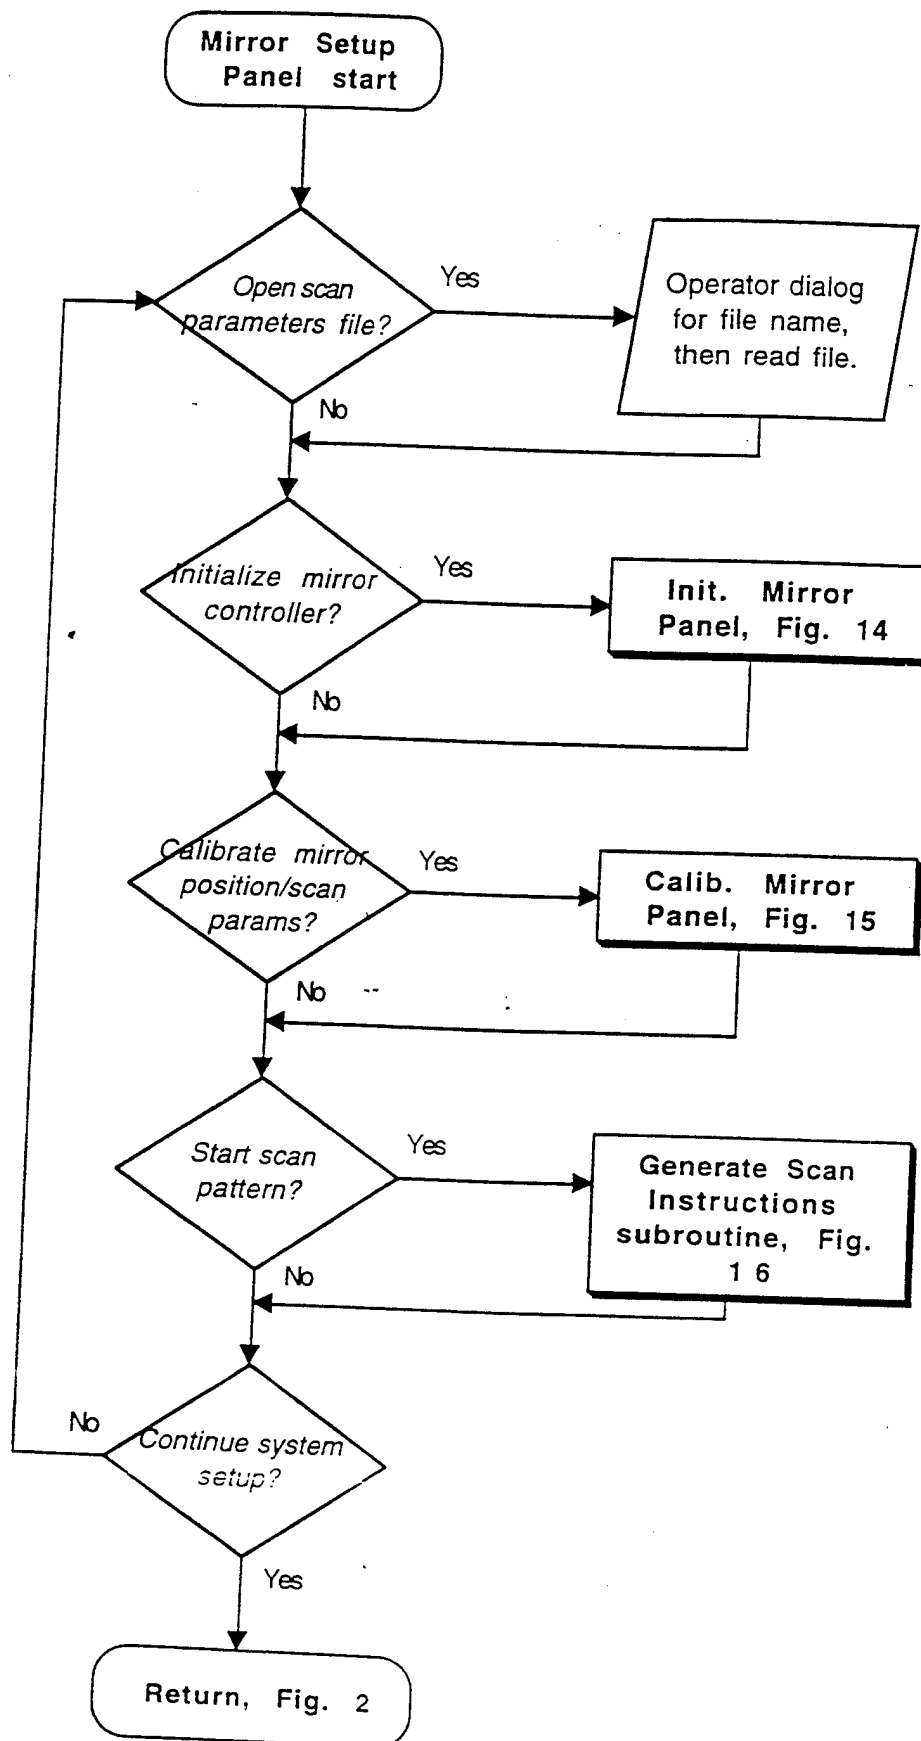 Mirror Setup
Panel start
Open scan
parameters file?
Yes
Operator dialog
for file name,
then read file.
No
Initialize mirror
controller?
Yes
Init. Mirror
Panel, Fig. 14
No
Calibrate mirror
position/scan
params?
Yes
Calib. Mirror
Panel, Fig. 15
No
Start scan
pattern?
Yes
Generate Scan
Instructions
subroutine, Fig.
1 6
No
Continue system
setup?
No
Yes
Return, Fig. 2